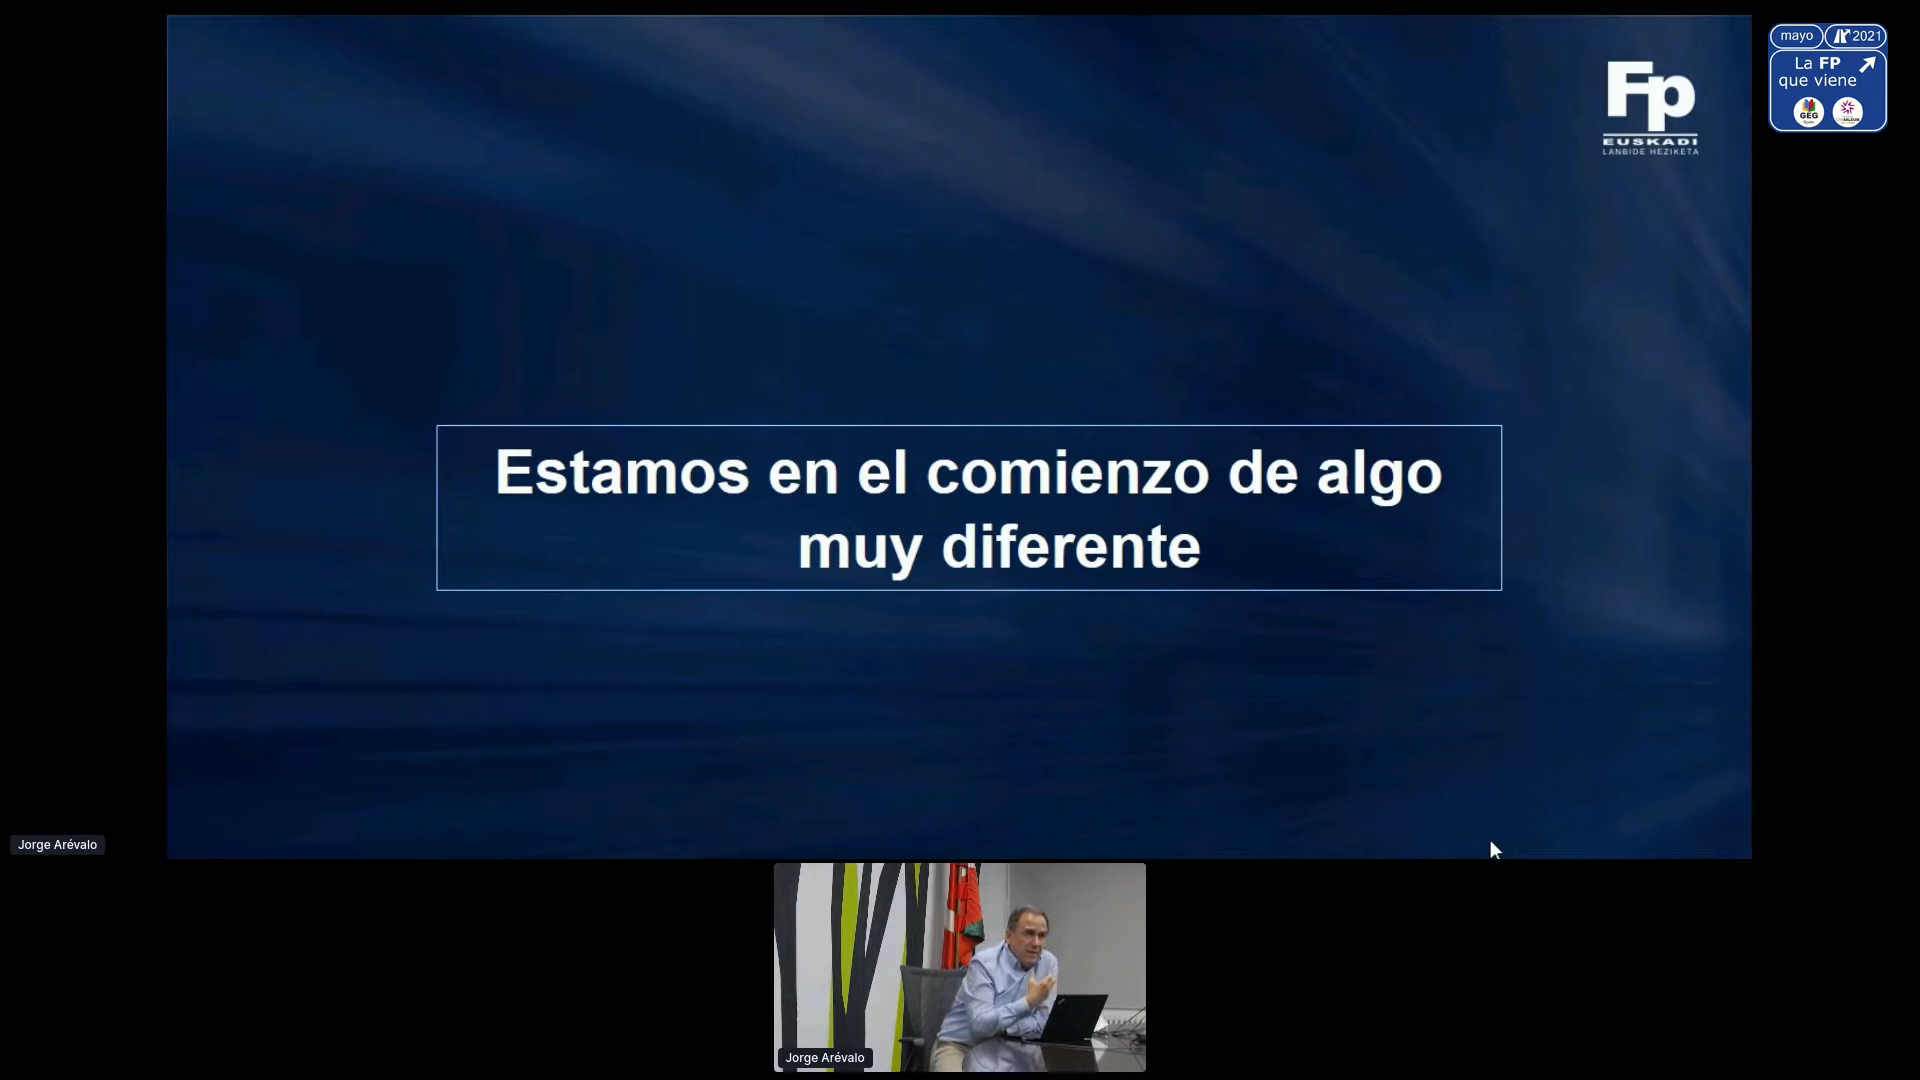 mayo
2021
La FP
que viene
GEG
Fp
EUSKADI
LANBIDE HEZIKETA
Estamos en el comienzo de algo
muy diferente
Jorge Arévalo
Jorge Arévalo